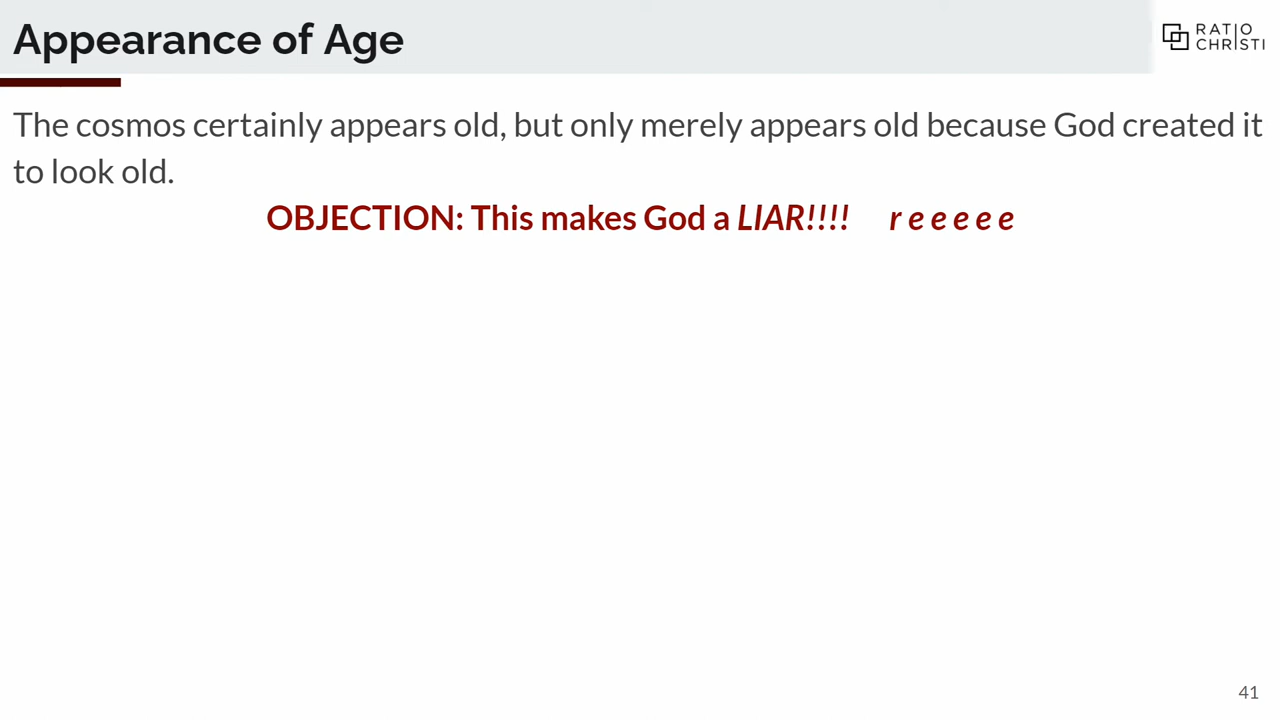 Appearance of Age
RATIO
CHRISTI
The cosmos certainly appears old, but only merely appears old because God created it
to look old.
OBJECTION: This makes God a LIAR!!!! r e e e e e
41